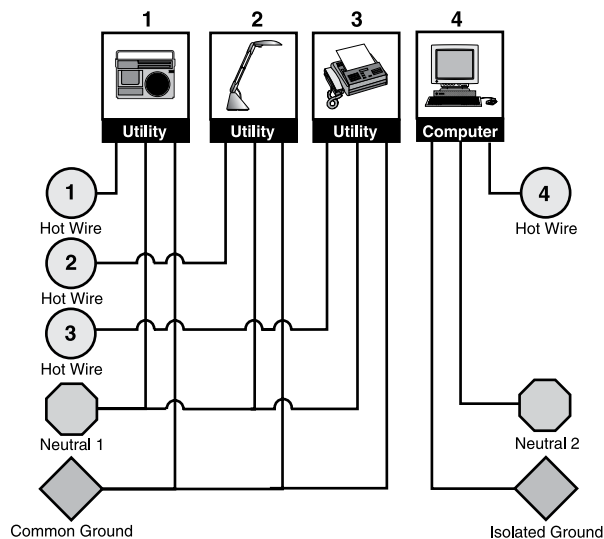 1 2 3 4
Utility Utility Utility Computer
1 4
Hot Wire Hot Wire
2
Hot Wire
3
Hot Wire
Neutral 1 Neutral 2
Common Ground Isolated Ground